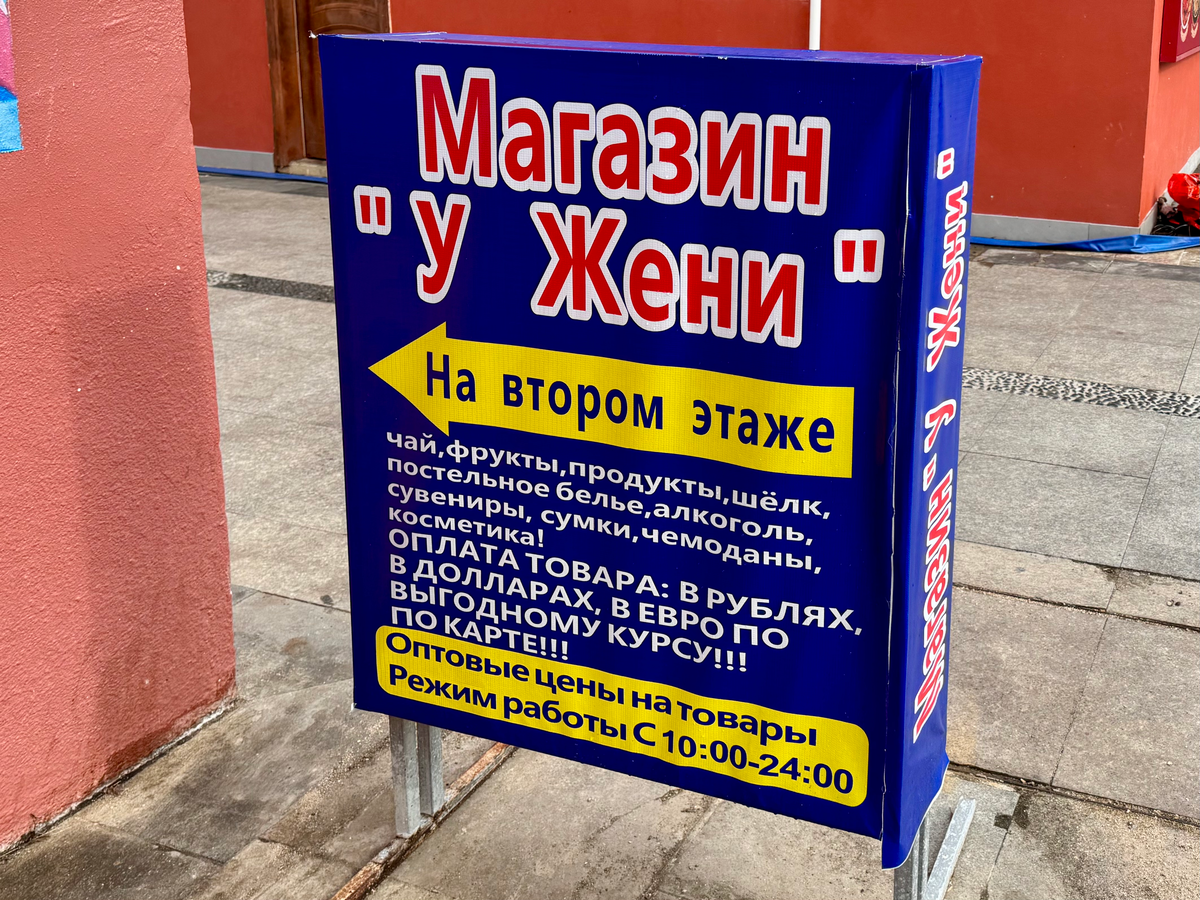 Магазин
"У Жени"
На втором этаже
чай,фрукты,продукты,шёлк,
постельное белье,алкоголь,
сувениры, сумки,чемоданы,
косметика!
ОПЛАТА ТОВАРА: В РУБЛЯХ,
В ДОЛЛАРАХ, В ЕВРО ПО
ВЫГОДНОМУ КУРСУ!!!
ПО КАРТЕ!!!
Оптовые цены на товары
Режим работы С 10:00-24:00
Магазин "У Жени"